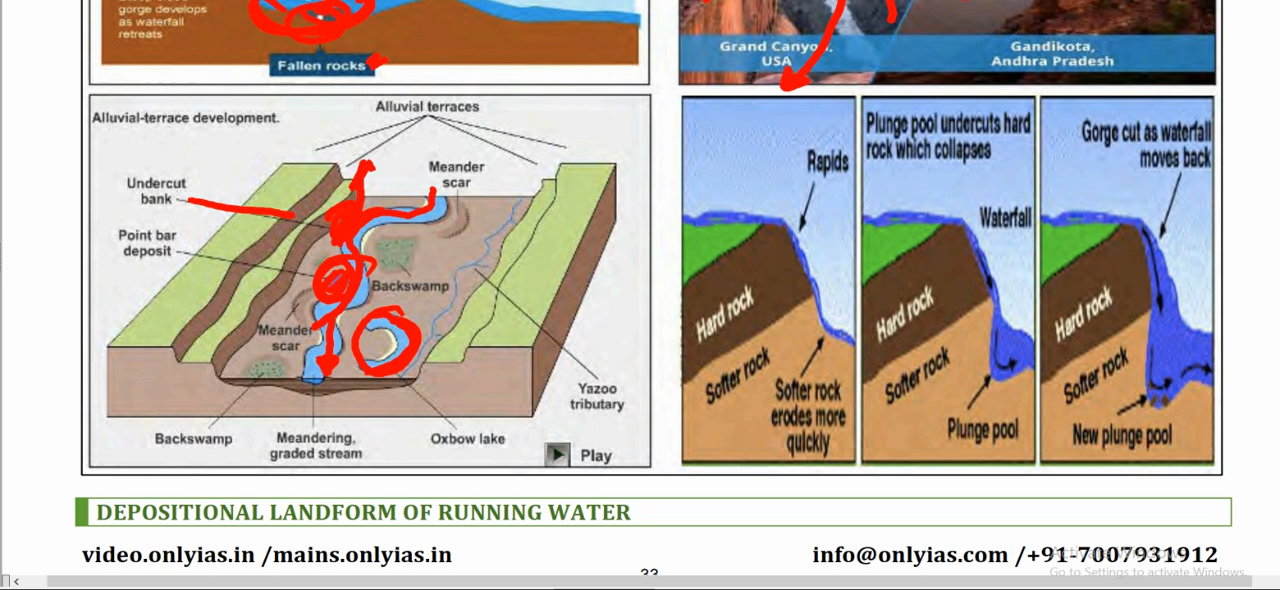 gorge develops
as waterfall
retreats
Fallen rocks
Grand Canyon,
USA
Gandikota,
Andhra Pradesh
Alluvial-terrace development.
Alluvial terraces
Meander
scar
Undercut
bank
Point bar
deposit
Backswamp
Meander
scar
Yazoo
tributary
Backswamp
Meandering,
graded stream
Oxbow lake
Play
Rapids
Hard rock
Softer rock
Softer rock
erodes more
quickly
Plunge pool undercuts hard
rock which collapses
Waterfall
Hard rock
Softer rock
Plunge pool
Gorge cut as waterfall
moves back
Hard rock
Softer rock
New plunge pool
DEPOSITIONAL LANDFORM OF RUNNING WATER
video.onlyias.in /mains.onlyias.in
info@onlyias.com /+91-7007931912
Activate Windows
Go to Settings to activate Windows.
33